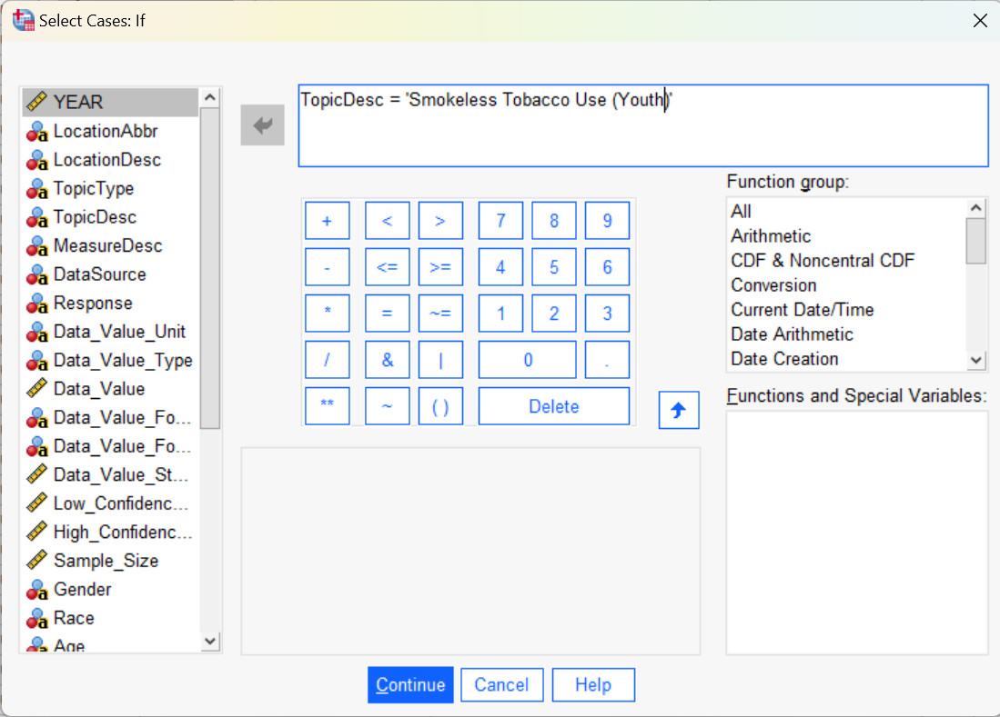 Select Cases: If
YEAR
LocationAbbr
LocationDesc
TopicType
TopicDesc
MeasureDesc
DataSource
Response
Data_Value_Unit
Data_Value_Type
Data_Value
Data_Value_Fo...
Data_Value_Fo...
Data_Value_St...
Low_Confidenc...
High_Confidenc...
Sample_Size
Gender
Race
Age
TopicDesc = 'Smokeless Tobacco Use (Youth)'
+ < > 7 8 9
- <= >= 4 5 6
* = ~= 1 2 3
/ & | 0 .
** ~ ( ) Delete
Function group:
All
Arithmetic
CDF & Noncentral CDF
Conversion
Current Date/Time
Date Arithmetic
Date Creation
Functions and Special Variables:
Continue Cancel Help